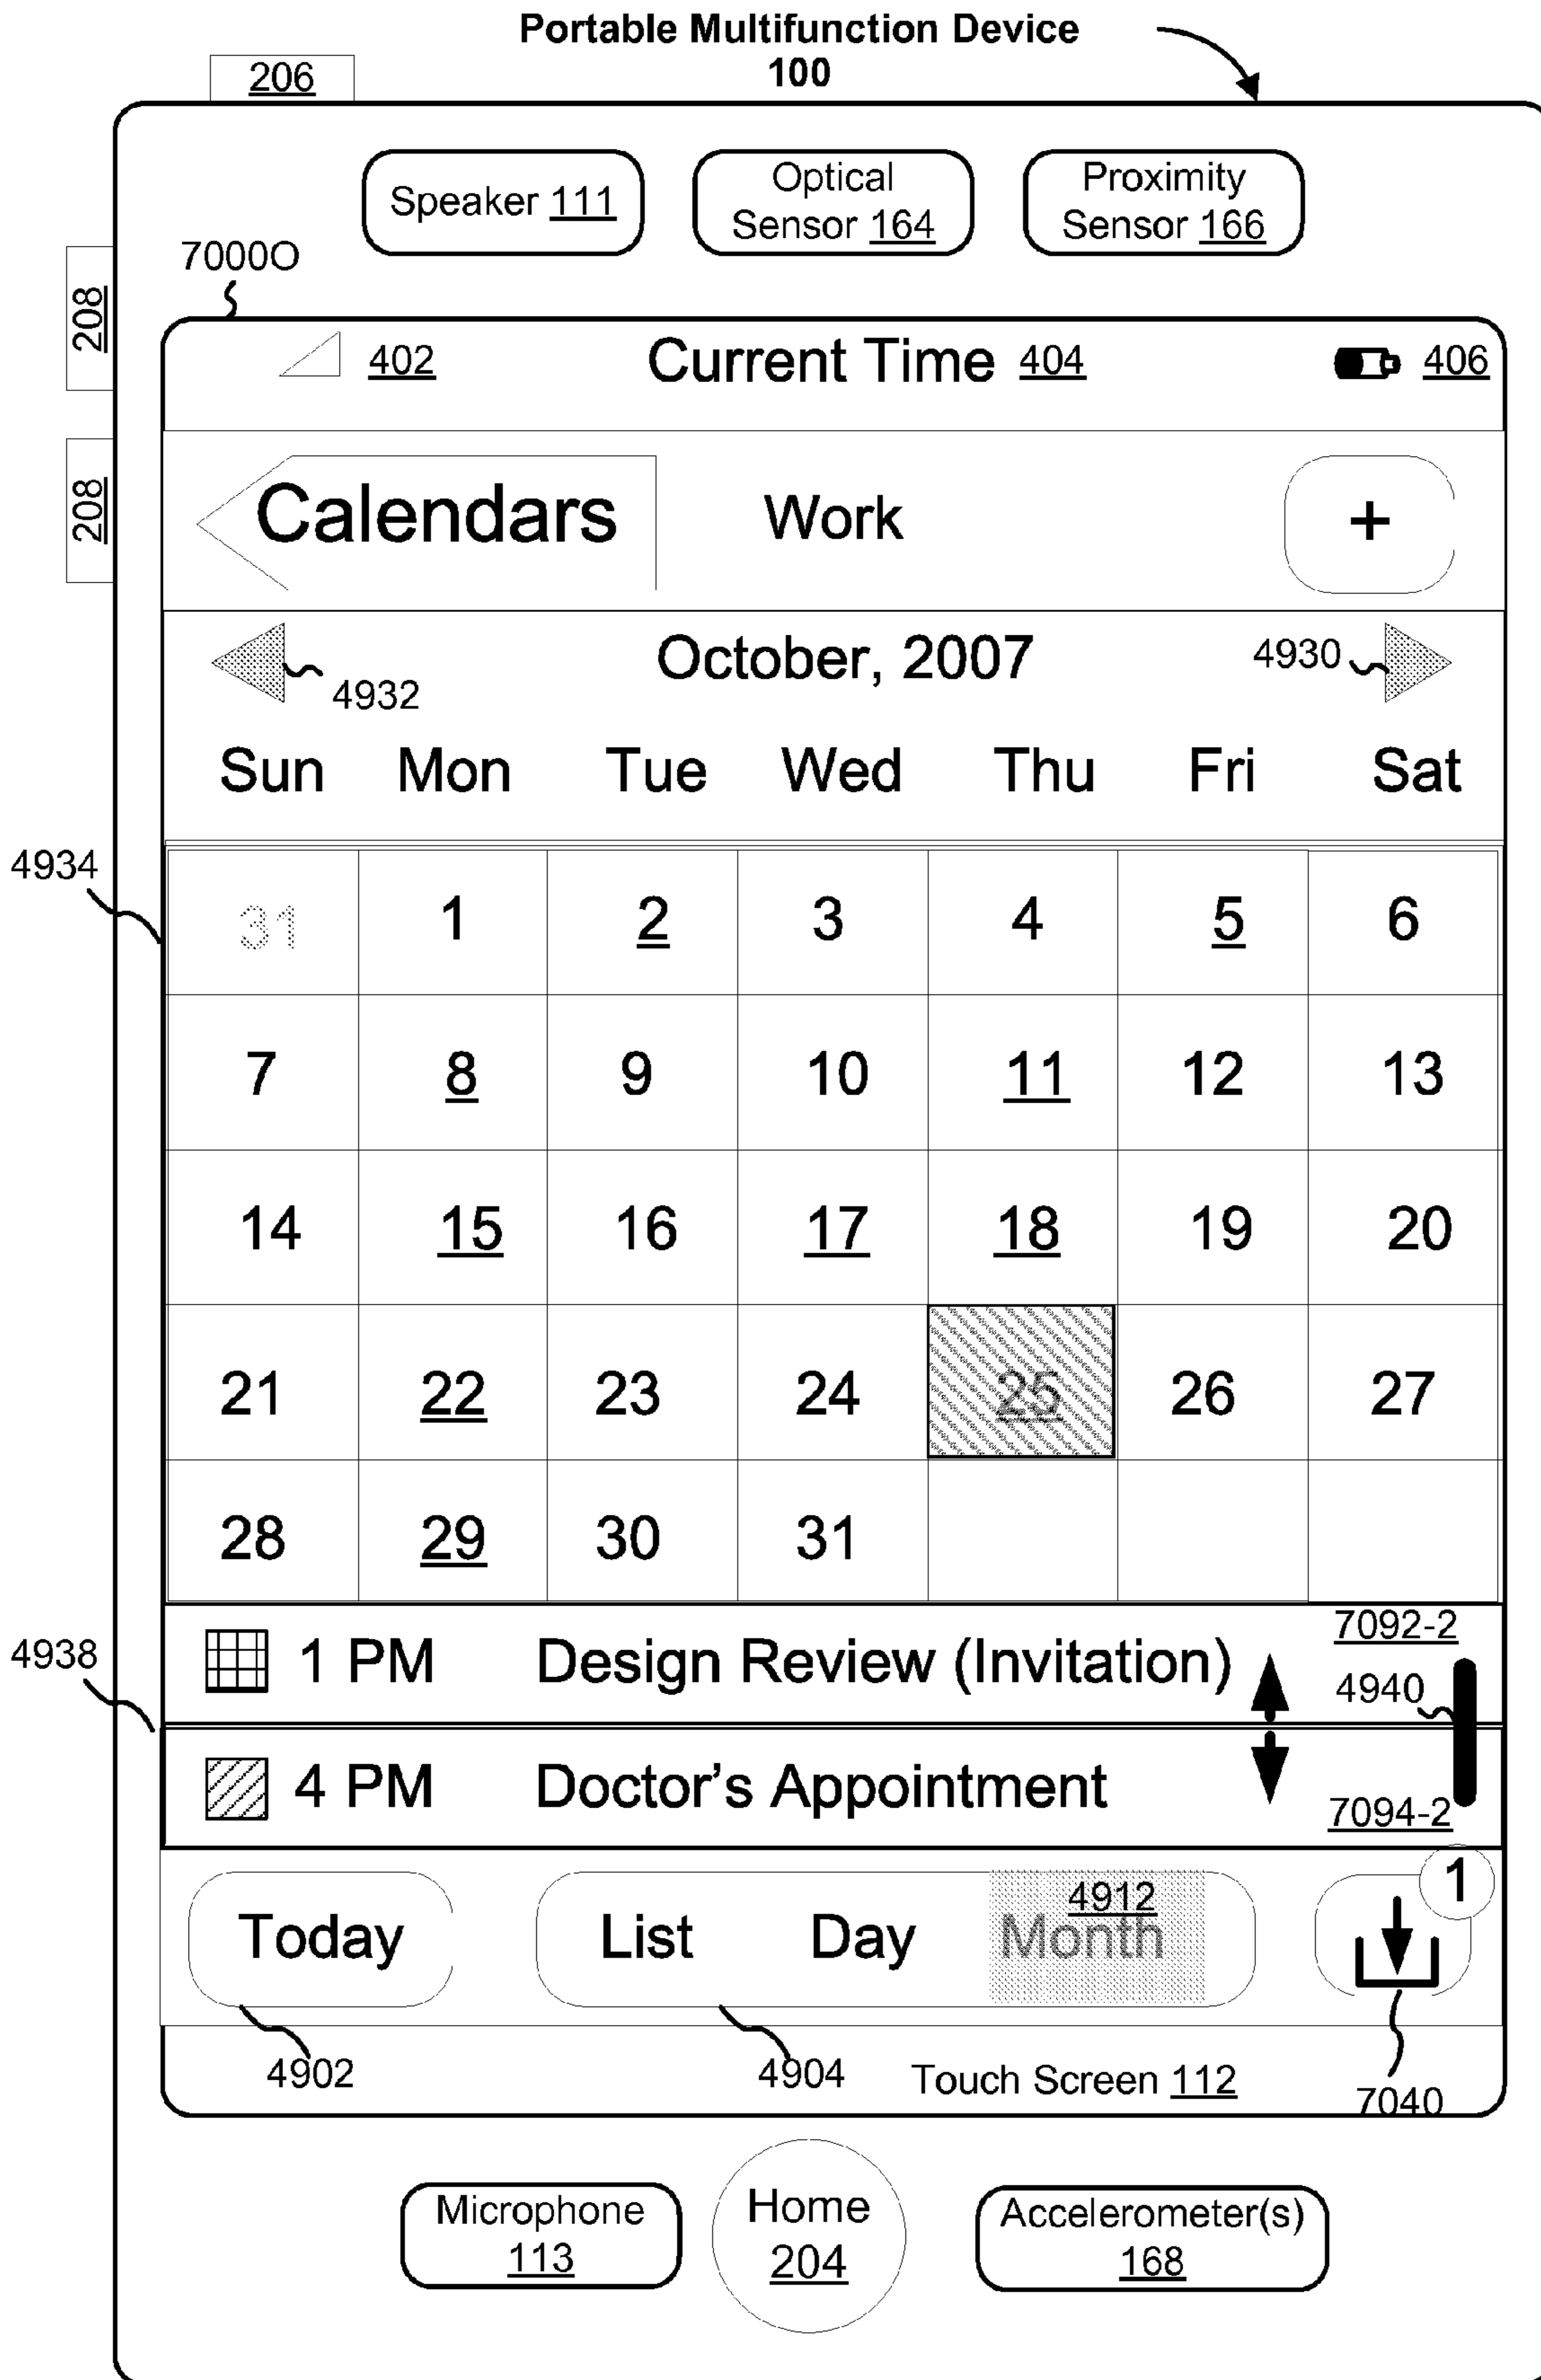 Portable Multifunction Device
100
206
Speaker 111
Optical
Sensor 164
Proximity
Sensor 166
7000O
208
208
402
Current Time 404
406
Calendars
Work
+
October, 2007
4932
4930
Sun Mon Tue Wed Thu Fri Sat
4934
31 1 2 3 4 5 6
7 8 9 10 11 12 13
14 15 16 17 18 19 20
21 22 23 24 25 26 27
28 29 30 31
4938
1 PM Design Review (Invitation)
7092-2
4940
4 PM Doctor's Appointment
7094-2
Today
List Day Month
4912
1
4902
4904
Touch Screen 112
7040
Microphone
113
Home
204
Accelerometer(s)
168